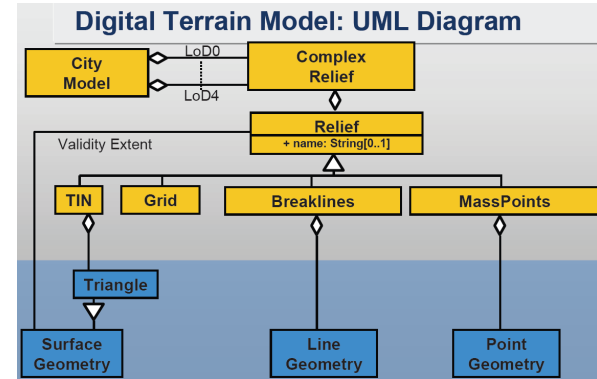 Digital Terrain Model: UML Diagram
City
Model
LoD0
LoD4
Complex
Relief
Relief
+ name: String[0..1]
Validity Extent
TIN
Grid
Breaklines
MassPoints
Triangle
Surface
Geometry
Line
Geometry
Point
Geometry